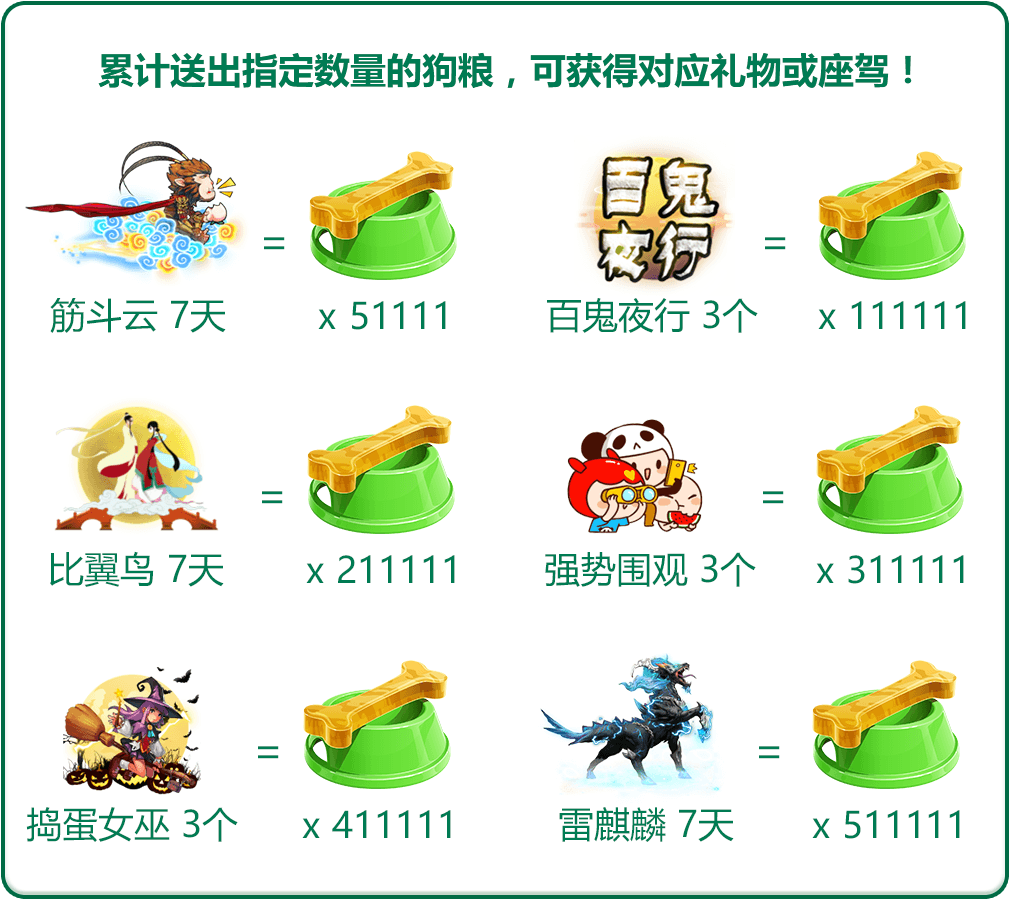 累计送出指定数量的狗粮，可获得对应礼物或座驾！
百鬼
夜行
= =
筋斗云 7天 x 51111 百鬼夜行 3个 x 111111
= =
比翼鸟 7天 x 211111 强势围观 3个 x 311111
= =
捣蛋女巫 3个 x 411111 雷麒麟 7天 x 511111